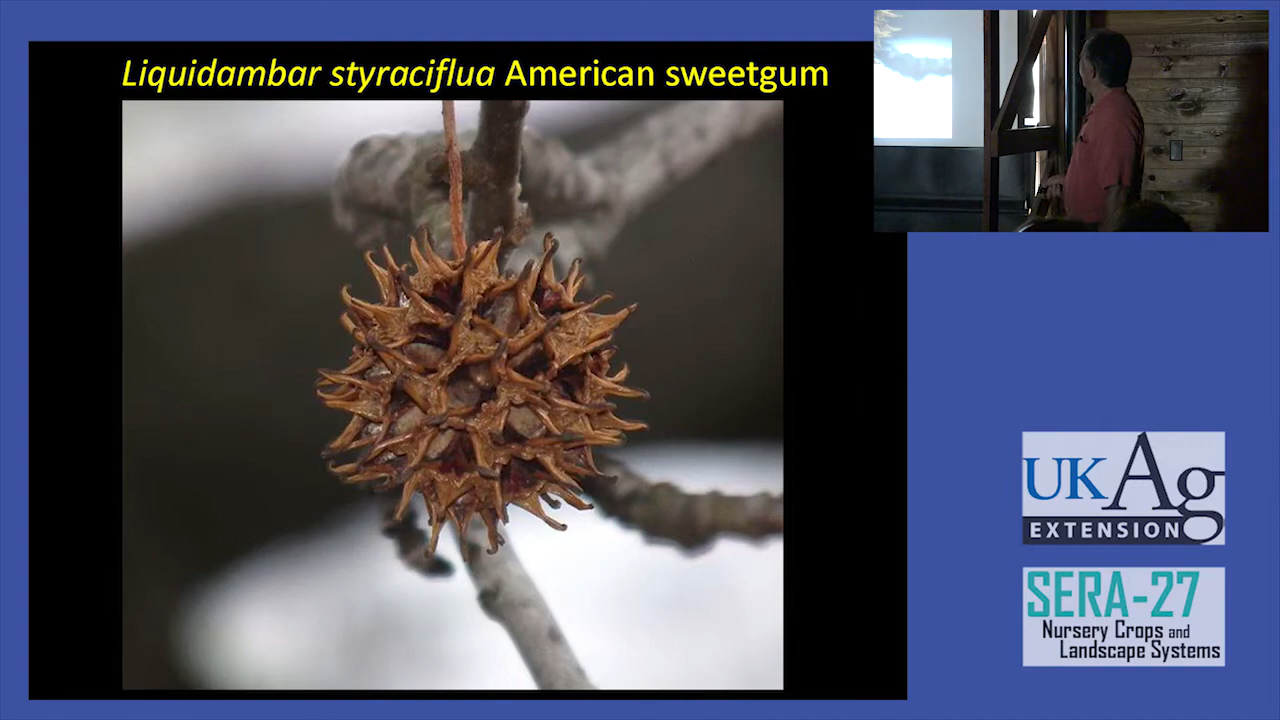 Liquidambar styraciflua American sweetgum
UKAg
EXTENSION
SERA-27
Nursery Crops and
Landscape Systems